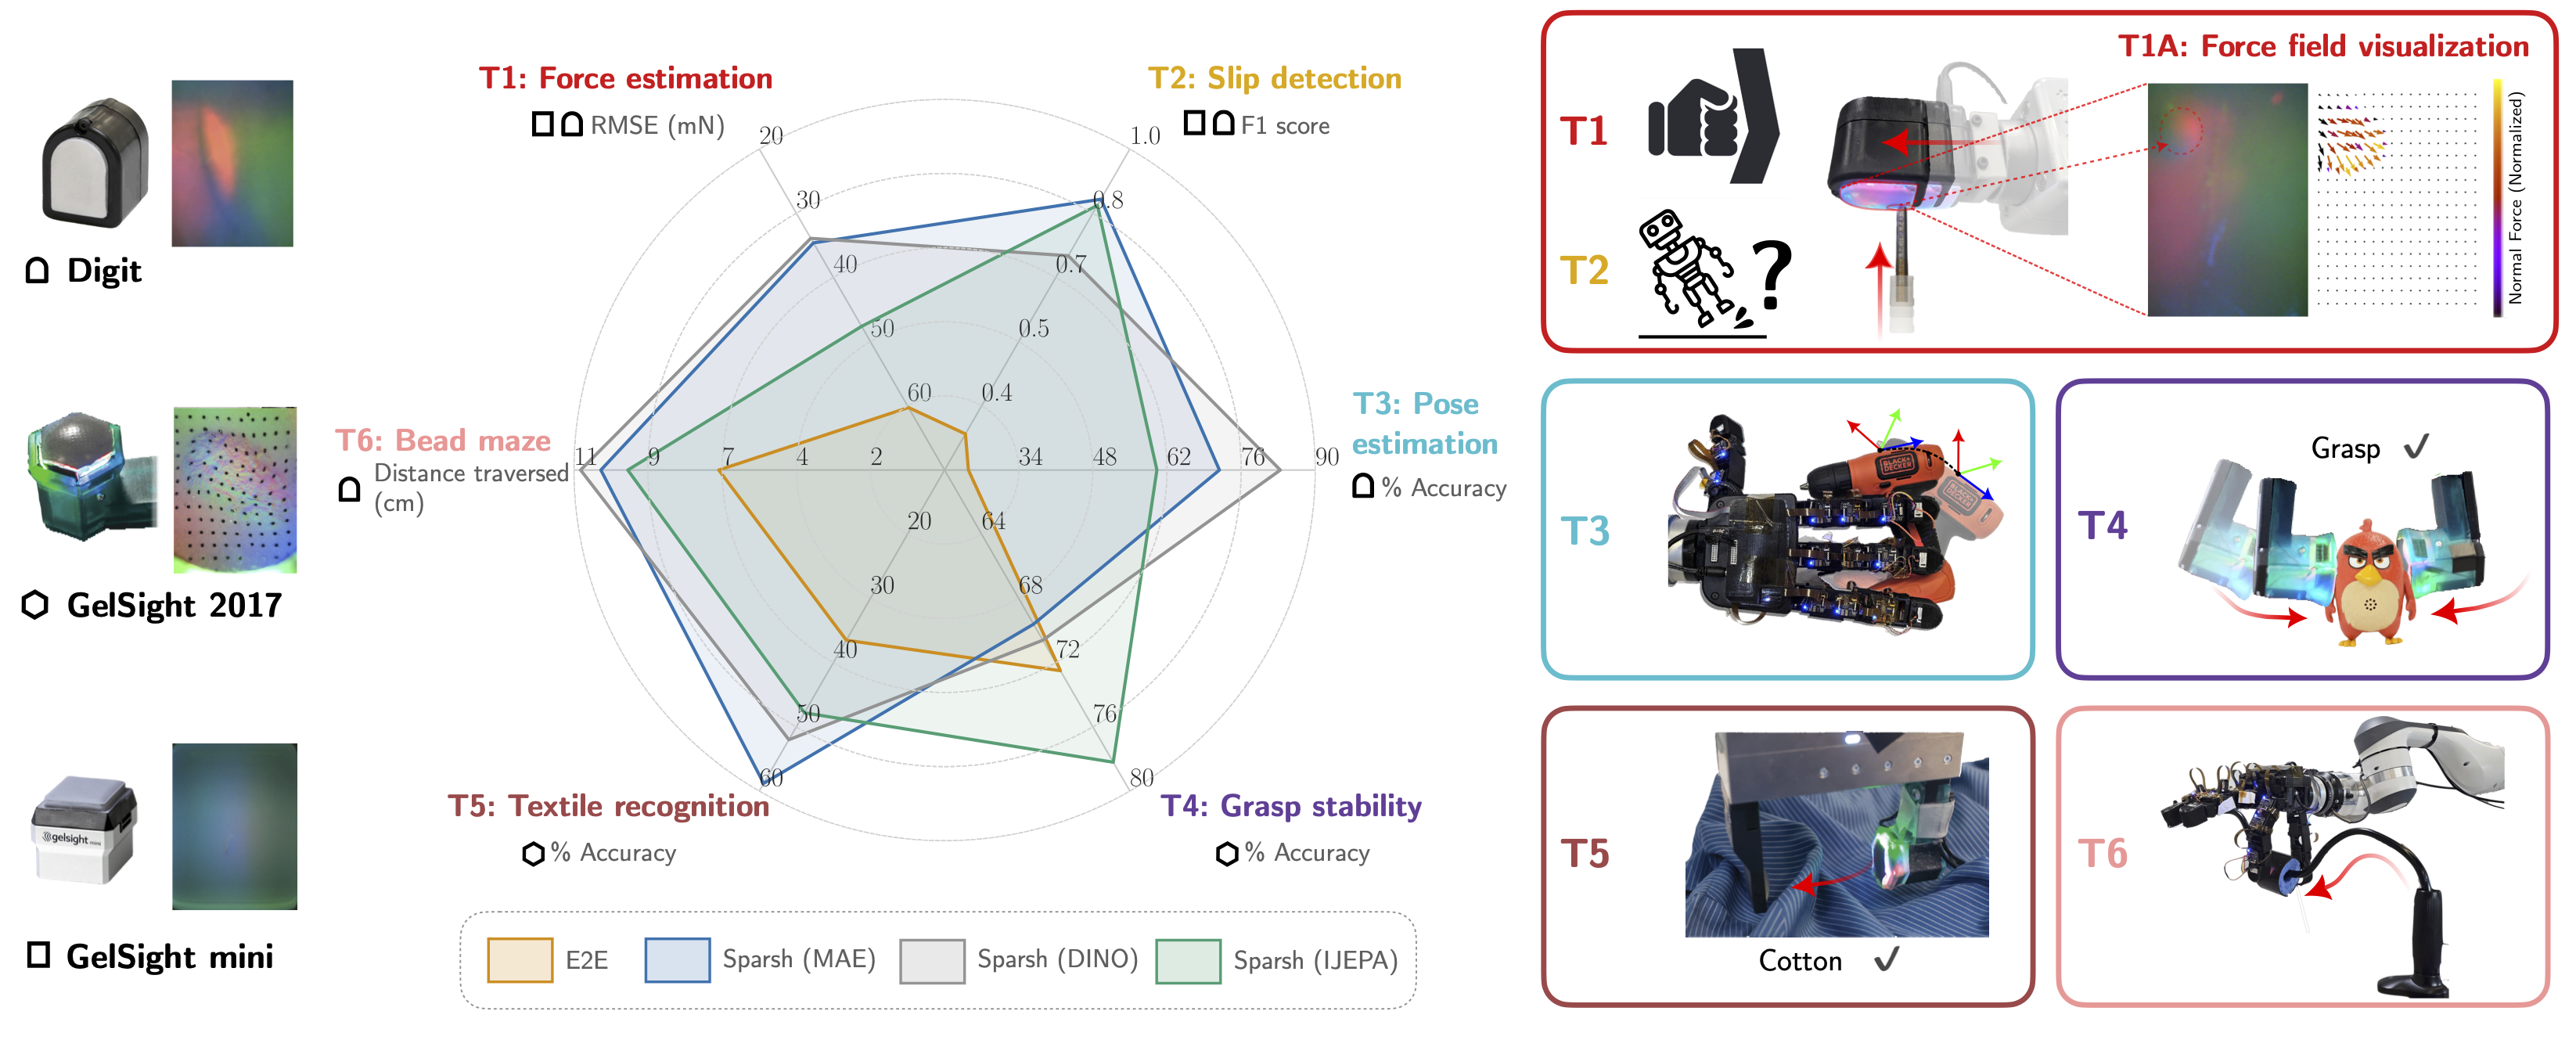 Digit
GelSight 2017
gelsight mini
GelSight mini
T1: Force estimation
RMSE (mN)
T2: Slip detection
F1 score
T3: Pose
estimation
% Accuracy
T4: Grasp stability
% Accuracy
T5: Textile recognition
% Accuracy
T6: Bead maze
Distance traversed
(cm)
20
30
40
50
60
1.0
0.8
0.7
0.5
0.4
34
48
62
76
90
64
68
72
76
80
20
30
40
50
60
2
4
7
9
11
E2E
Sparsh (MAE)
Sparsh (DINO)
Sparsh (IJEPA)
T1A: Force field visualization
T1
T2
?
Normal Force (Normalized)
T3
BLACK+
DECKER
T4
Grasp
T5
Cotton
T6